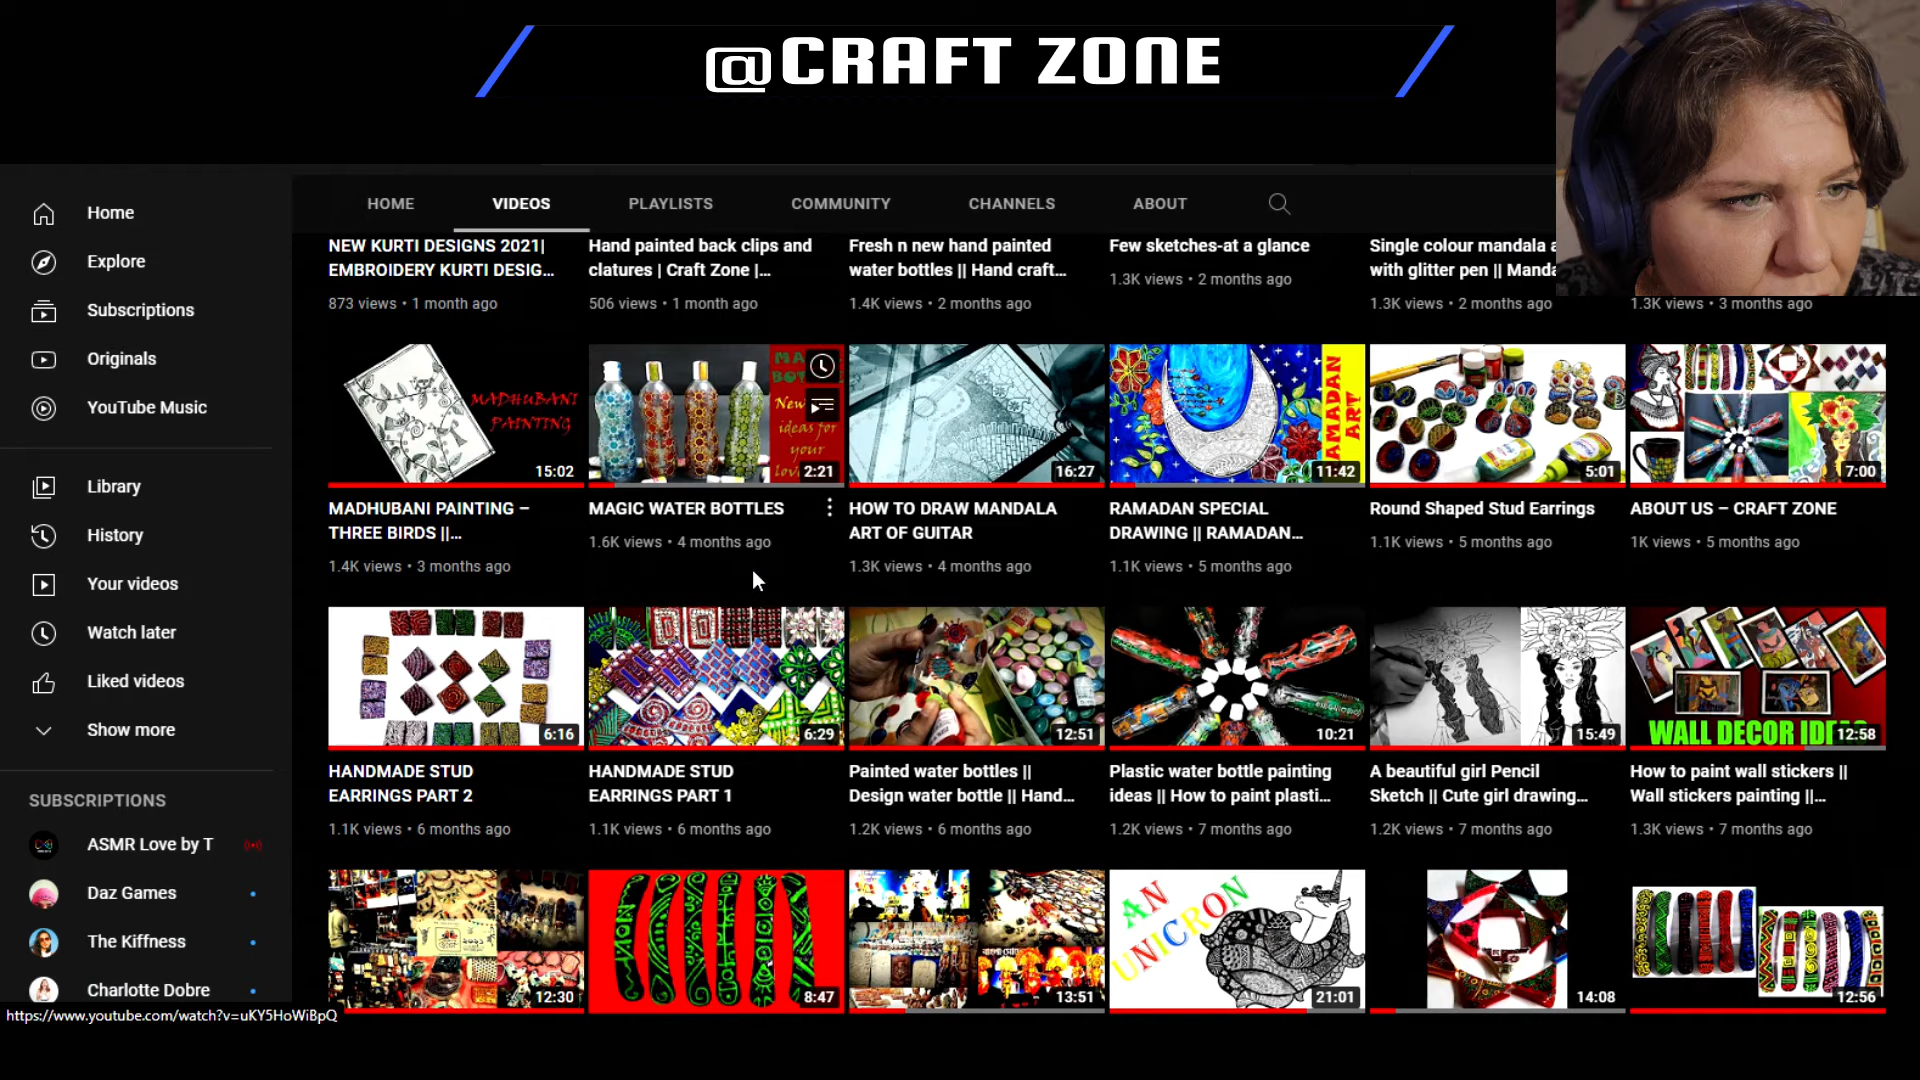 @CRAFT ZONE
HOME VIDEOS PLAYLISTS COMMUNITY CHANNELS ABOUT
Home
Explore
Subscriptions
Originals
YouTube Music
Library
History
Your videos
Watch later
Liked videos
Show more
SUBSCRIPTIONS
ASMR Love by T
Daz Games
The Kiffness
Charlotte Dobre
https://www.youtube.com/watch?v=uKY5HoWiBpQ
NEW KURTI DESIGNS 2021|
EMBROIDERY KURTI DESIG...
873 views • 1 month ago
Hand painted back clips and
clatures | Craft Zone |...
506 views • 1 month ago
Fresh n new hand painted
water bottles || Hand craft...
1.4K views • 2 months ago
Few sketches-at a glance
1.3K views • 2 months ago
Single colour mandala a
with glitter pen || Manda
1.3K views • 2 months ago
1.3K views • 3 months ago
MADHUBANI
PAINTING
15:02
MADHUBANI PAINTING –
THREE BIRDS ||...
1.4K views • 3 months ago
New
ideas for
your
2:21
MAGIC WATER BOTTLES
1.6K views • 4 months ago
16:27
HOW TO DRAW MANDALA
ART OF GUITAR
1.3K views • 4 months ago
AMADAN
ART
11:42
RAMADAN SPECIAL
DRAWING || RAMADAN...
1.1K views • 5 months ago
5:01
Round Shaped Stud Earrings
1.1K views • 5 months ago
7:00
ABOUT US – CRAFT ZONE
1K views • 5 months ago
6:16
HANDMADE STUD
EARRINGS PART 2
1.1K views • 6 months ago
6:29
HANDMADE STUD
EARRINGS PART 1
1.1K views • 6 months ago
12:51
Painted water bottles ||
Design water bottle || Hand...
1.2K views • 6 months ago
10:21
Plastic water bottle painting
ideas || How to paint plasti...
1.2K views • 7 months ago
15:49
A beautiful girl Pencil
Sketch || Cute girl drawing...
1.2K views • 7 months ago
WALL DECOR IDE
12:58
How to paint wall stickers ||
Wall stickers painting ||...
1.3K views • 7 months ago
12:30
8:47
13:51
AN
UNICRON
21:01
14:08
12:56